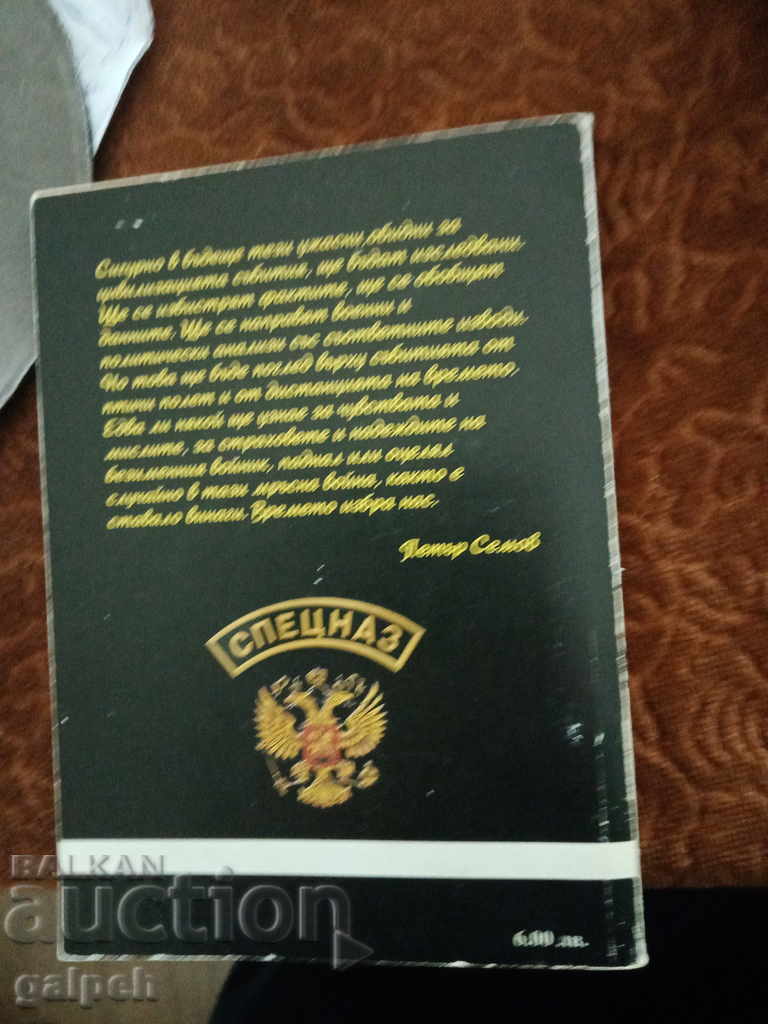 Сигурно в бъдеще тези ужасни, обидни за
цивилизацията събития, ще бъдат изследвани.
Ще се избистрят фактите, ще се обобщят
данните. Ще се направят военни и
политически анализи със съответните изводи.
Но това ще бъде поглед върху събитията от
птичи полет и от дистанцията на времето.
Едва ли някой ще узнае за чувствата и
мислите, за страховете и надеждите на
безименния войник, паднал или оцелял
случайно в тази мръсна война, както е
ставало винаги. Времето избра нас.
Петър Семов
СПЕЦНАЗ
6.00 лв.
BALKAN
auction
galpeh